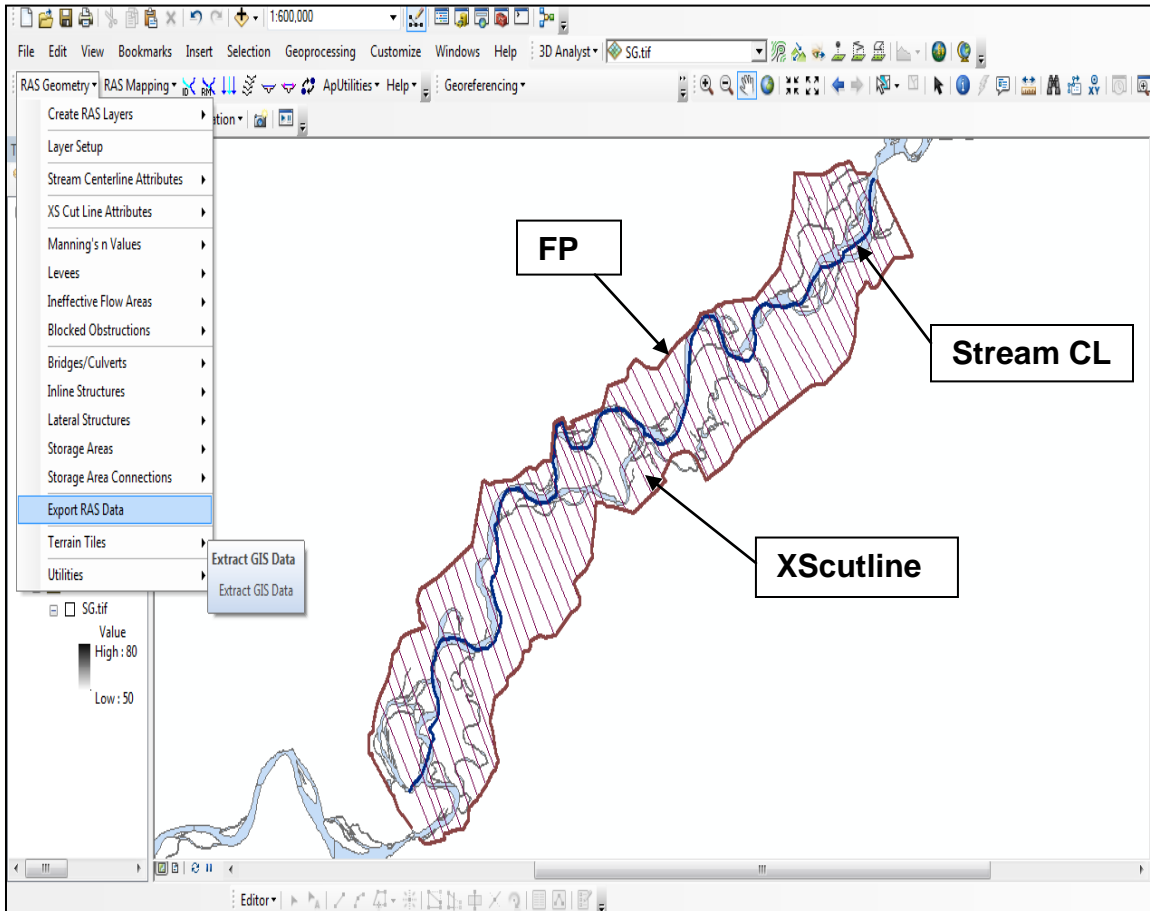 1:600,000
File Edit View Bookmarks Insert Selection Geoprocessing Customize Windows Help 3D Analyst SG.tif
RAS Geometry RAS Mapping ID RMK ApUtilities Help Georeferencing XY
Create RAS Layers
ation
Layer Setup
Stream Centerline Attributes
XS Cut Line Attributes
Manning's n Values
Levees
Ineffective Flow Areas
Blocked Obstructions
Bridges/Culverts
Inline Structures
Lateral Structures
Storage Areas
Storage Area Connections
Export RAS Data
Terrain Tiles
Utilities
Extract GIS Data
Extract GIS Data
FP
Stream CL
XScutline
SG.tif
Value
High : 80
Low : 50
Editor